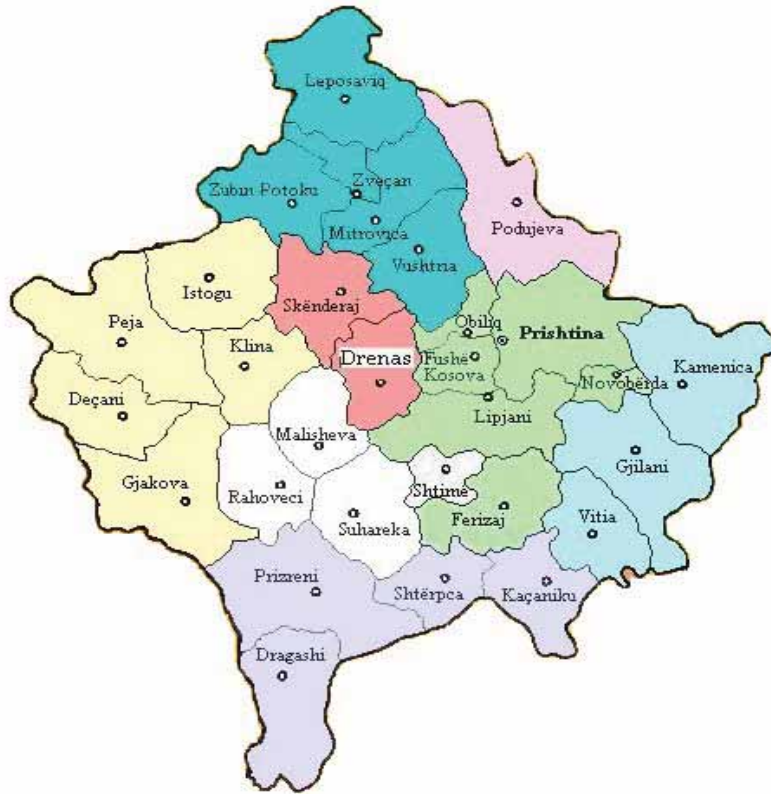 Leposaviq
Zveçan
Zubin Potoku
Mitrovica
Podujeva
Vushtria
Istogu
Skënderaj
Peja
Obiliq
Prishtina
Klina
Drenas
Fushë
Kosova
Kamenica
Novobërda
Deçani
Lipjani
Malisheva
Gjilani
Gjakova
Rahoveci
Shtimë
Suhareka
Ferizaj
Vitia
Prizreni
Shtërpca
Kaçaniku
Dragashi